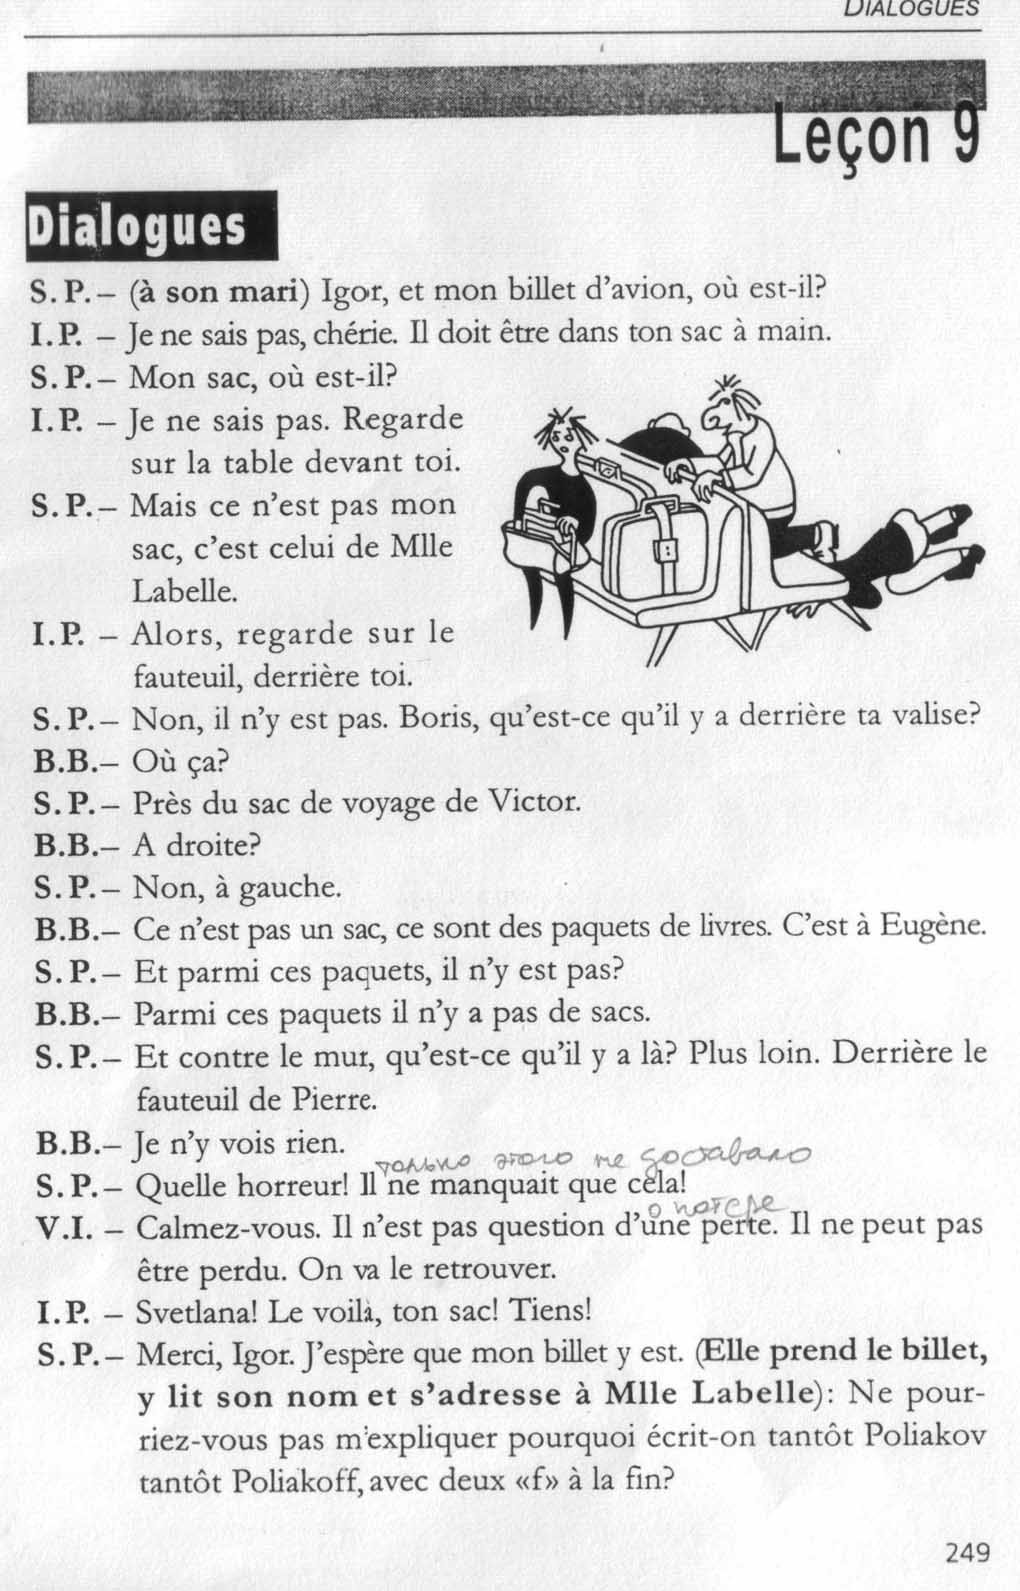 DIALOGUES
Leçon 9
Dialogues
S. P. – (à son mari) Igor, et mon billet d'avion, où est-il?
I. P. – Je ne sais pas, chérie. Il doit être dans ton sac à main.
S. P. – Mon sac, où est-il?
I. P. – Je ne sais pas. Regarde
sur la table devant toi.
S. P. – Mais ce n'est pas mon
sac, c'est celui de Mlle
Labelle.
I. P. – Alors, regarde sur le
fauteuil, derrière toi.
S. P. – Non, il n'y est pas. Boris, qu'est-ce qu'il y a derrière ta valise?
B.B. – Où ça?
S. P. – Près du sac de voyage de Victor.
B.B. – A droite?
S. P. – Non, à gauche.
B.B. – Ce n'est pas un sac, ce sont des paquets de livres. C'est à Eugène.
S. P. – Et parmi ces paquets, il n'y est pas?
B.B. – Parmi ces paquets il n'y a pas de sacs.
S. P. – Et contre le mur, qu'est-ce qu'il y a là? Plus loin. Derrière le
fauteuil de Pierre.
B.B. – Je n'y vois rien.
только этого не доставало
S. P. – Quelle horreur! Il ne manquait que cela!
о потере
V.I. – Calmez-vous. Il n'est pas question d'une perte. Il ne peut pas
être perdu. On va le retrouver.
I. P. – Svetlana! Le voilà, ton sac! Tiens!
S. P. – Merci, Igor. J'espère que mon billet y est. (Elle prend le billet,
y lit son nom et s'adresse à Mlle Labelle): Ne pour-
riez-vous pas m'expliquer pourquoi écrit-on tantôt Poliakov
tantôt Poliakoff, avec deux «f» à la fin?
249